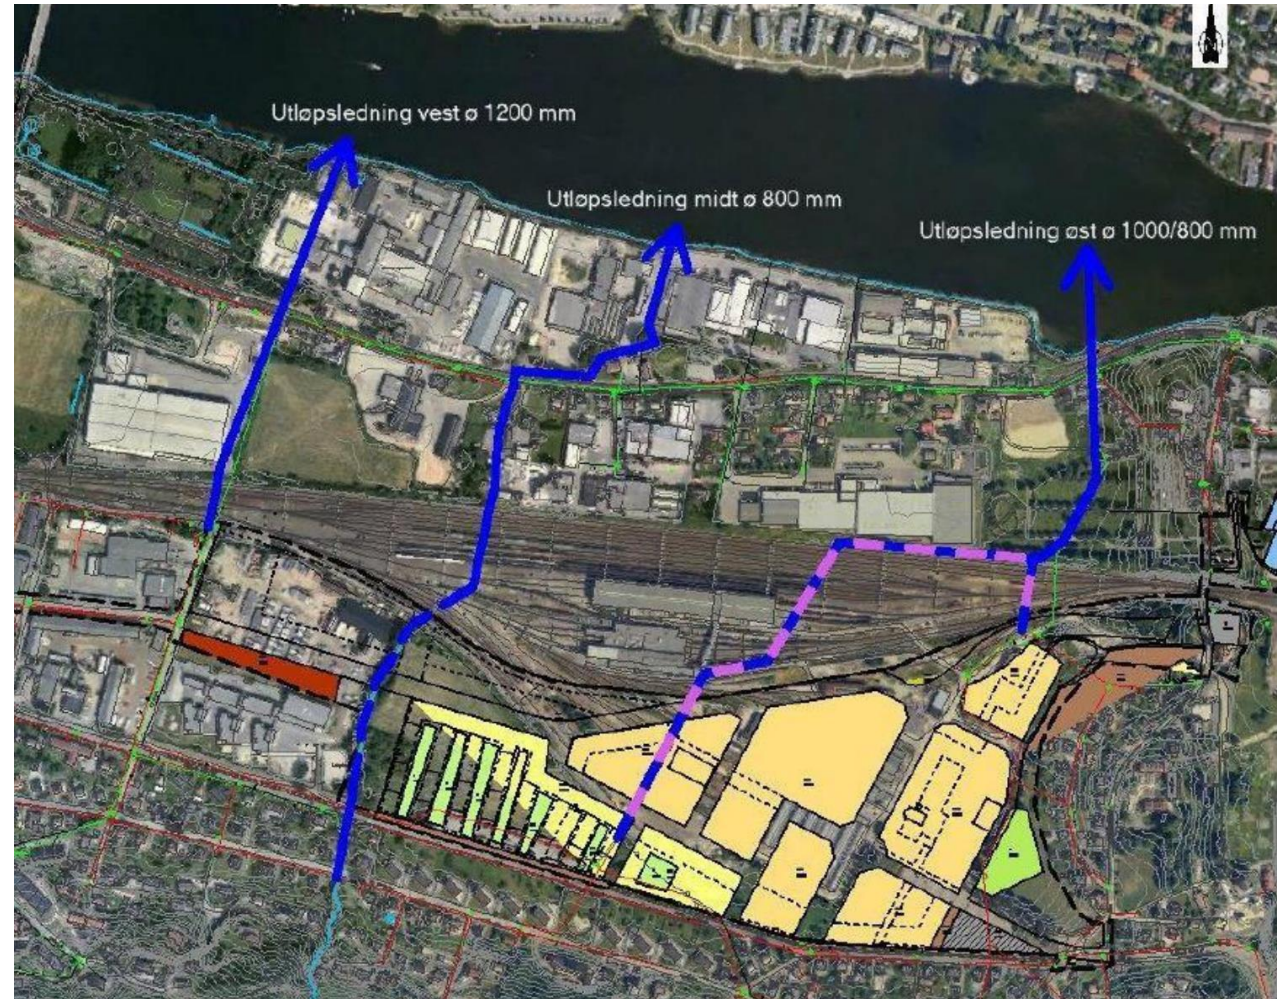 Utløpsledning vest ø 1200 mm
Utløpsledning midt ø 800 mm
Utløpsledning øst ø 1000/800 mm